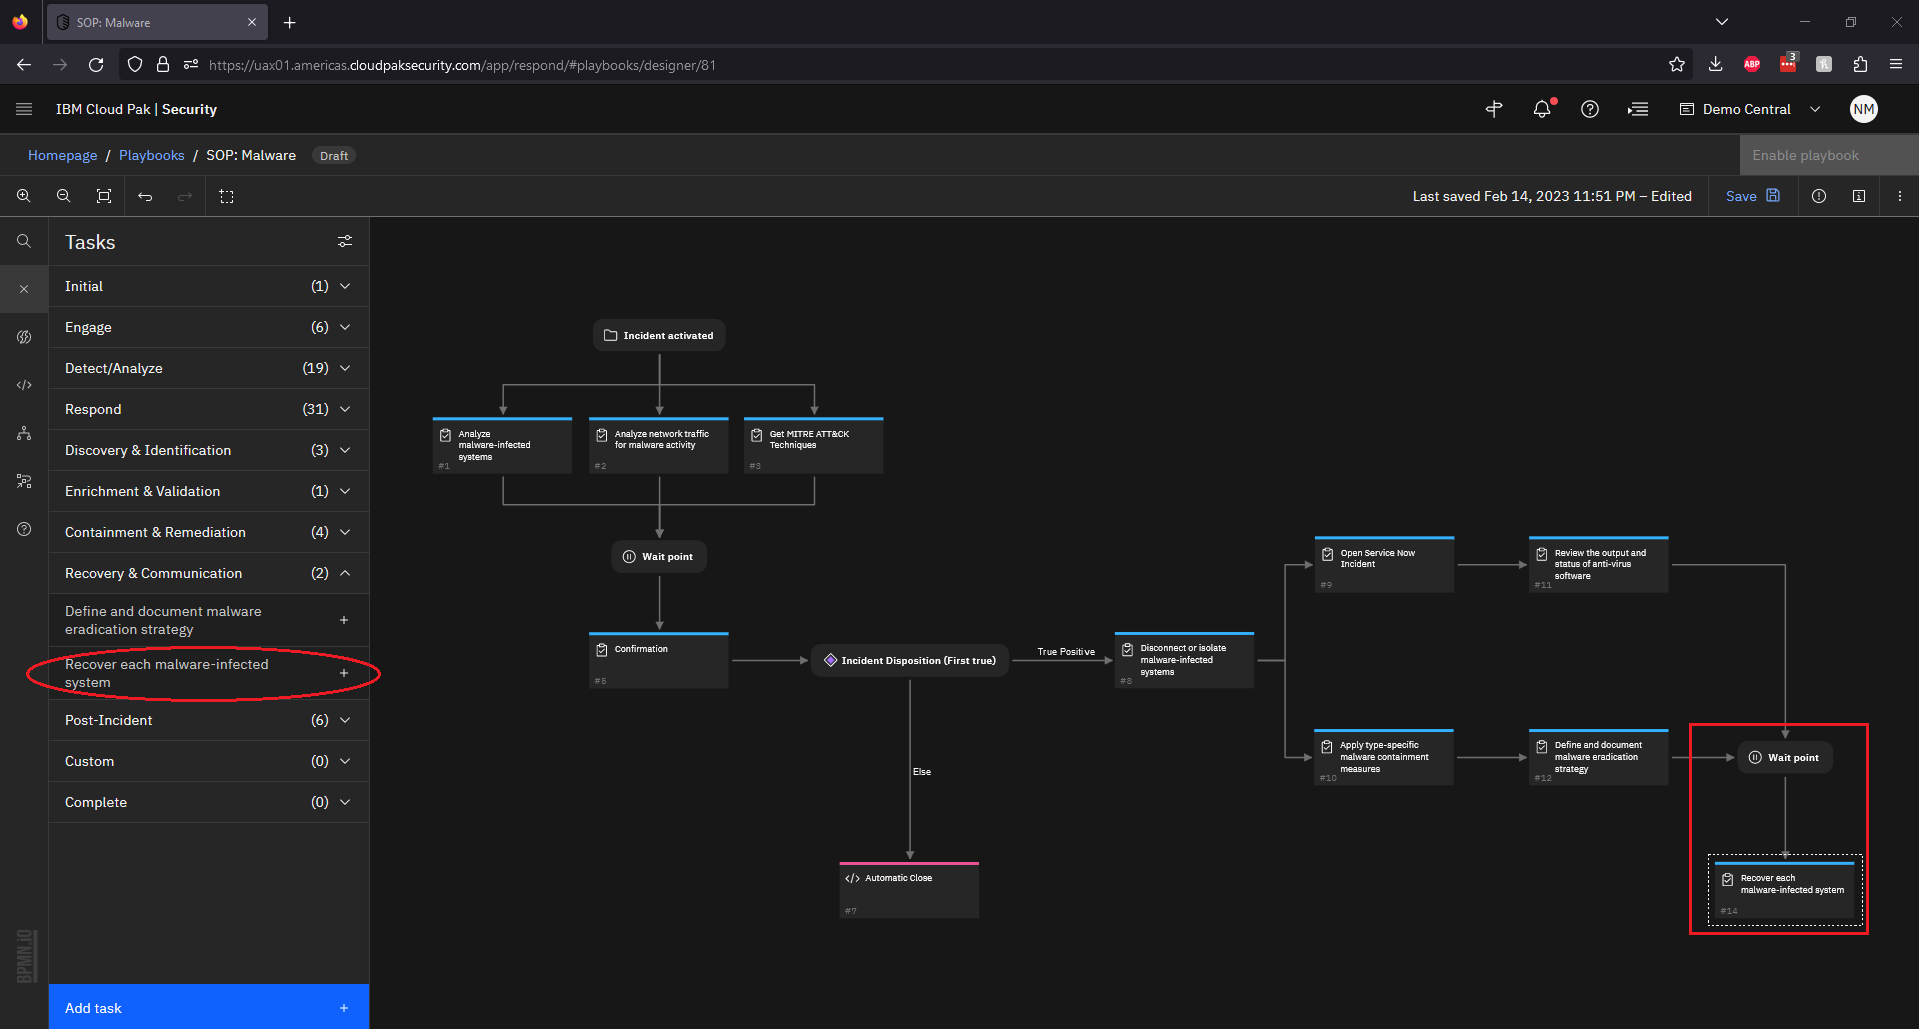 SOP: Malware
https://uax01.americas.cloudpaksecurity.com/app/respond/#playbooks/designer/81
ABP
3
IBM Cloud Pak | Security
Demo Central
NM
Homepage / Playbooks / SOP: Malware Draft
Enable playbook
Last saved Feb 14, 2023 11:51 PM – Edited
Save
Tasks
Initial (1)
Engage (6)
Detect/Analyze (19)
Respond (31)
Discovery & Identification (3)
Enrichment & Validation (1)
Containment & Remediation (4)
Recovery & Communication (2)
Define and document malware
eradication strategy
Recover each malware-infected
system
Post-Incident (6)
Custom (0)
Complete (0)
Add task
BPMN.iO
Incident activated
Analyze
malware-infected
systems
#1
Analyze network traffic
for malware activity
#2
Get MITRE ATT&CK
Techniques
#3
Wait point
Confirmation
#5
Incident Disposition (First true)
True Positive
Else
Automatic Close
#7
Disconnect or isolate
malware-infected
systems
#8
Open Service Now
Incident
#9
Review the output and
status of anti-virus
software
#11
Apply type-specific
malware containment
measures
#10
Define and document
malware eradication
strategy
#12
Wait point
Recover each
malware-infected system
#14